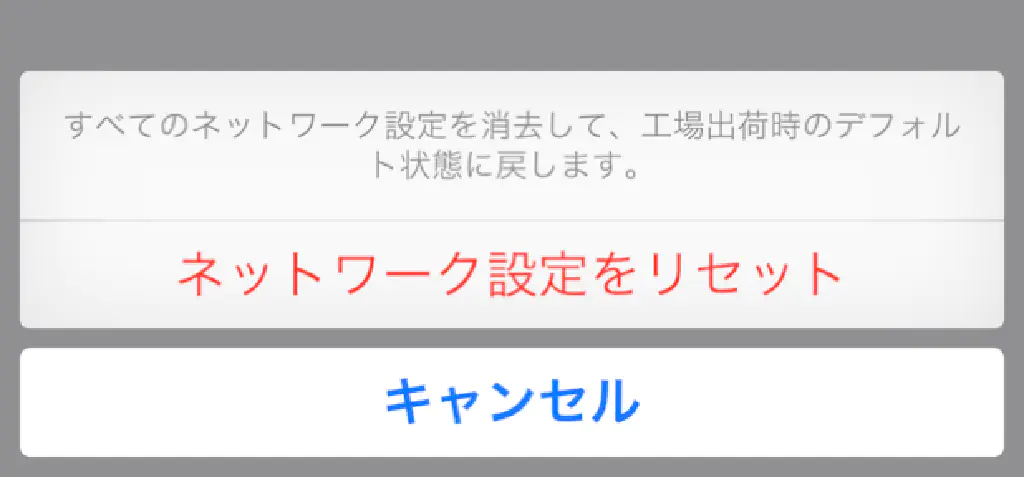 すべてのネットワーク設定を消去して、工場出荷時のデフォル
ト状態に戻します。
ネットワーク設定をリセット
キャンセル